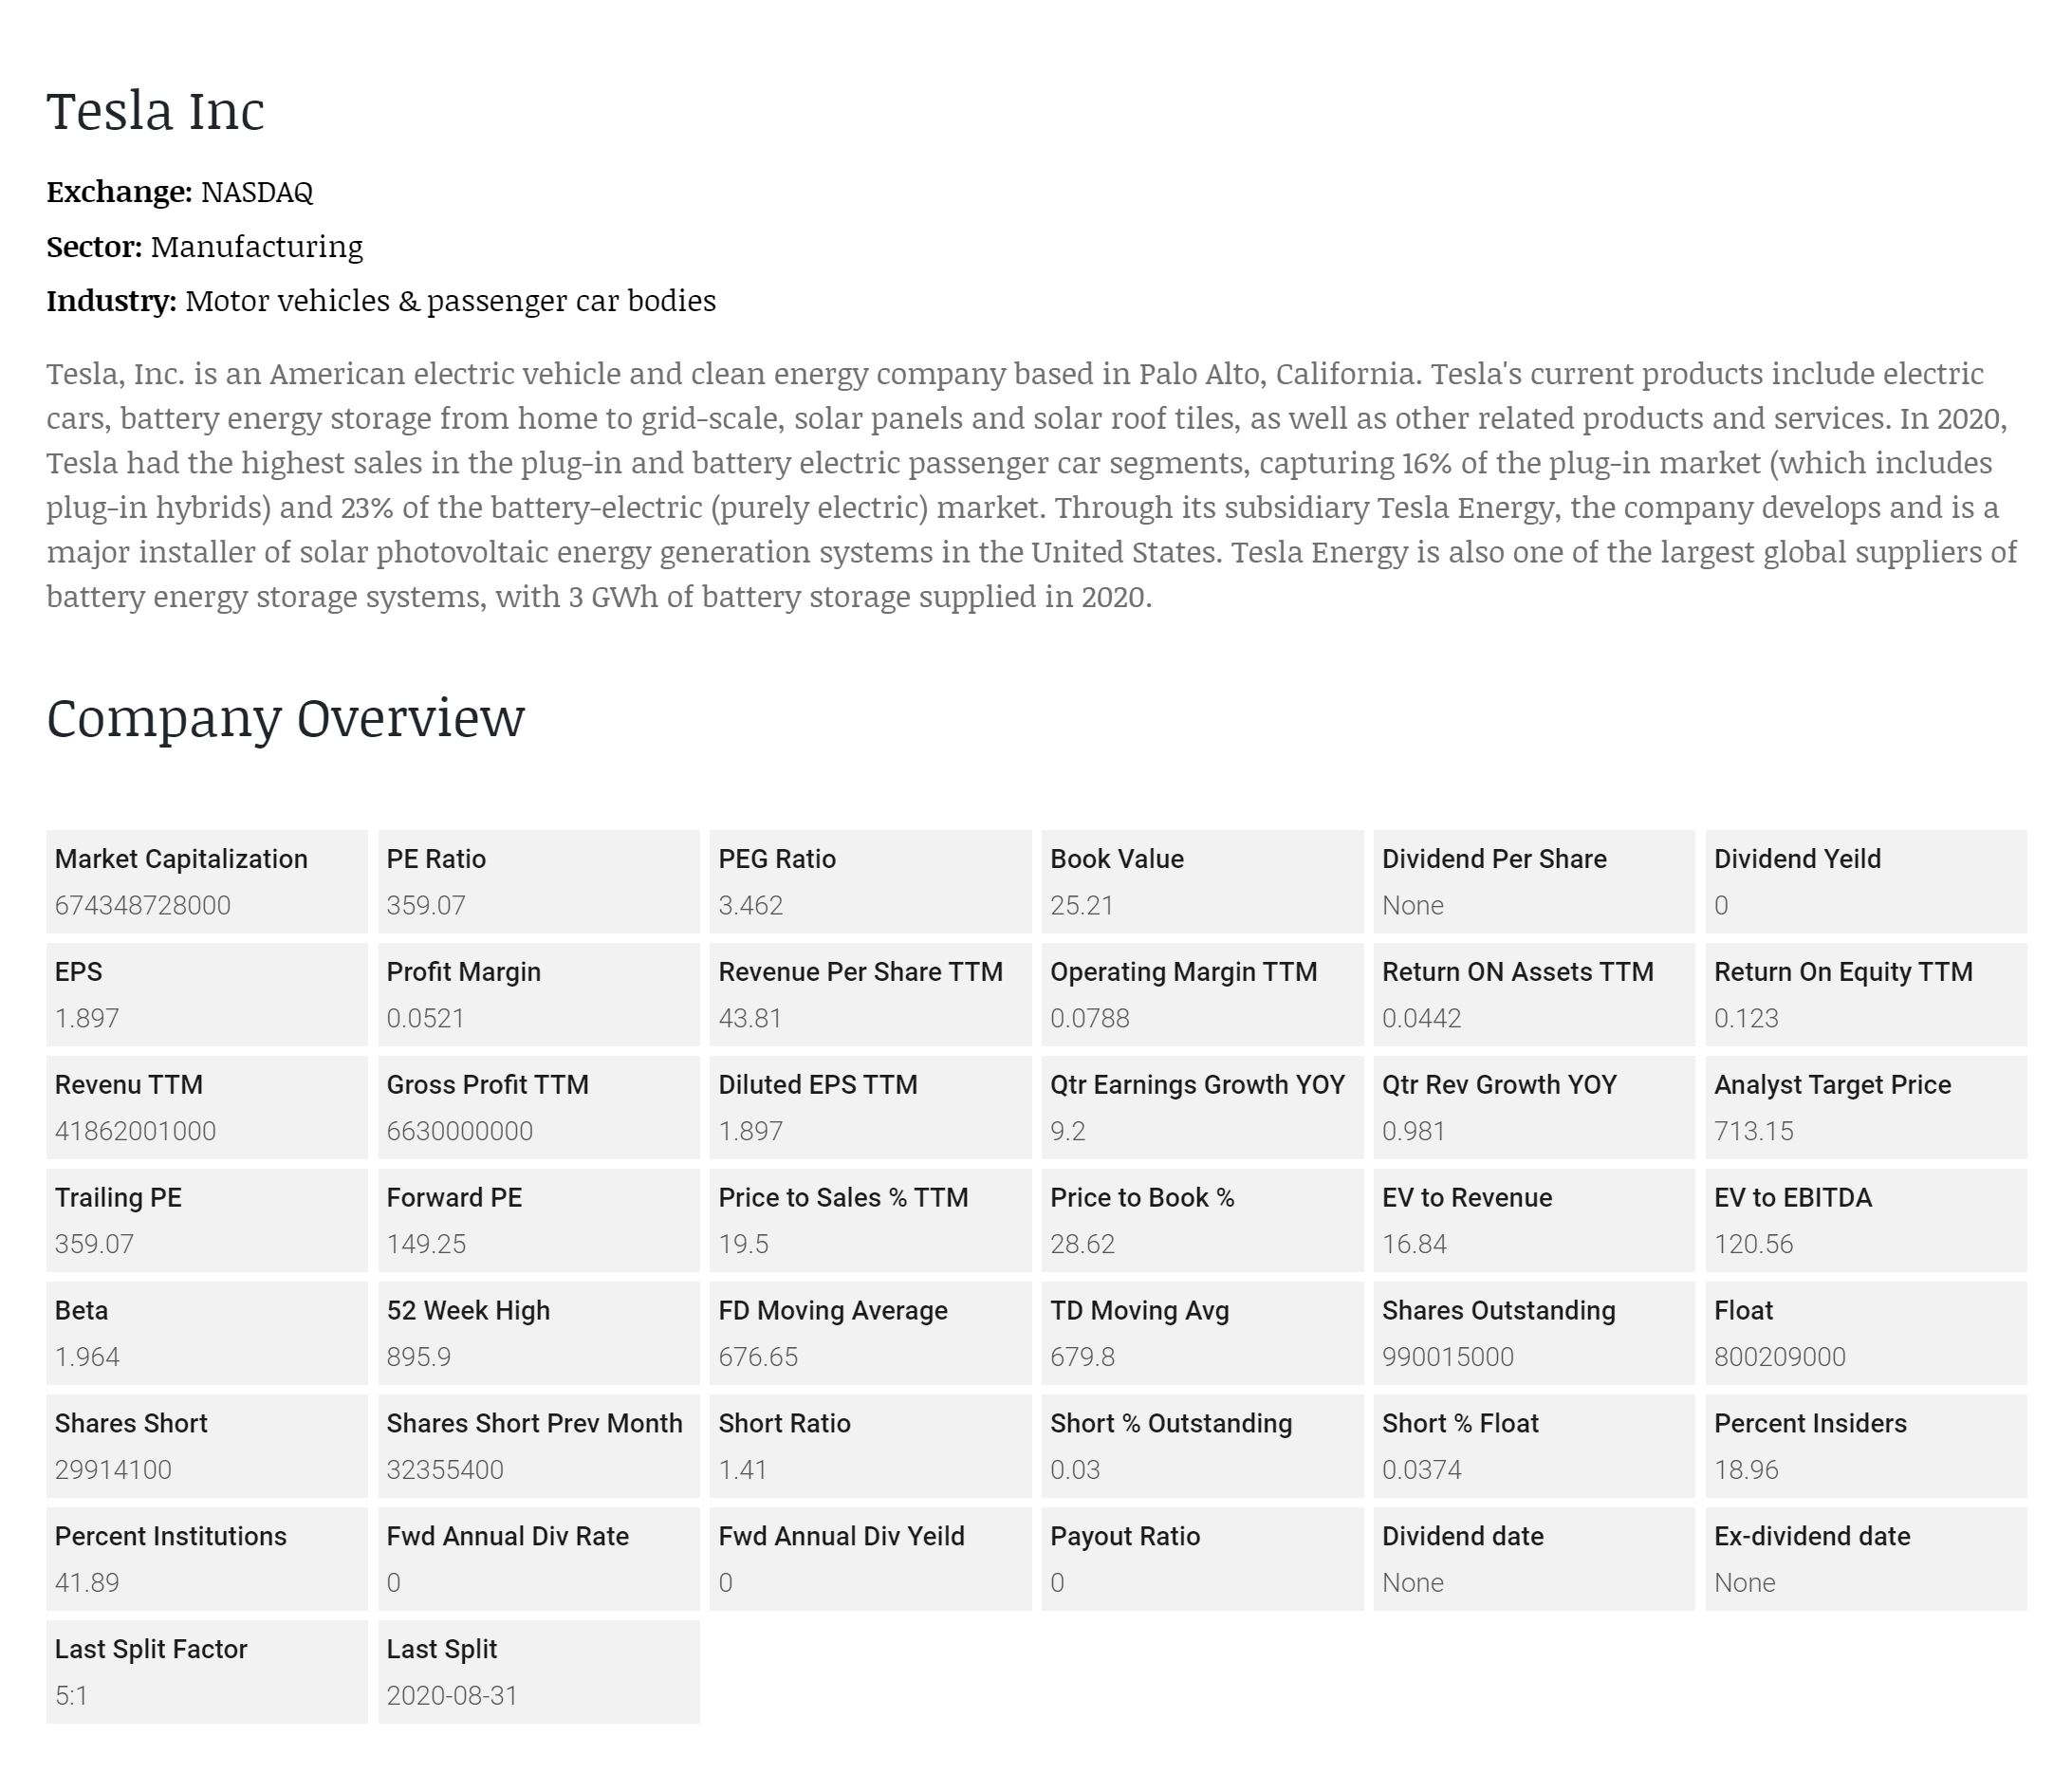 Tesla Inc
Exchange: NASDAQ
Sector: Manufacturing
Industry: Motor vehicles & passenger car bodies
Tesla, Inc. is an American electric vehicle and clean energy company based in Palo Alto, California. Tesla's current products include electric
cars, battery energy storage from home to grid-scale, solar panels and solar roof tiles, as well as other related products and services. In 2020,
Tesla had the highest sales in the plug-in and battery electric passenger car segments, capturing 16% of the plug-in market (which includes
plug-in hybrids) and 23% of the battery-electric (purely electric) market. Through its subsidiary Tesla Energy, the company develops and is a
major installer of solar photovoltaic energy generation systems in the United States. Tesla Energy is also one of the largest global suppliers of
battery energy storage systems, with 3 GWh of battery storage supplied in 2020.
Company Overview
Market Capitalization PE Ratio PEG Ratio Book Value Dividend Per Share Dividend Yeild
674348728000 359.07 3.462 25.21 None 0
EPS Profit Margin Revenue Per Share TTM Operating Margin TTM Return ON Assets TTM Return On Equity TTM
1.897 0.0521 43.81 0.0788 0.0442 0.123
Revenu TTM Gross Profit TTM Diluted EPS TTM Qtr Earnings Growth YOY Qtr Rev Growth YOY Analyst Target Price
41862001000 6630000000 1.897 9.2 0.981 713.15
Trailing PE Forward PE Price to Sales % TTM Price to Book % EV to Revenue EV to EBITDA
359.07 149.25 19.5 28.62 16.84 120.56
Beta 52 Week High FD Moving Average TD Moving Avg Shares Outstanding Float
1.964 895.9 676.65 679.8 990015000 800209000
Shares Short Shares Short Prev Month Short Ratio Short % Outstanding Short % Float Percent Insiders
29914100 32355400 1.41 0.03 0.0374 18.96
Percent Institutions Fwd Annual Div Rate Fwd Annual Div Yeild Payout Ratio Dividend date Ex-dividend date
41.89 0 0 0 None None
Last Split Factor Last Split
5:1 2020-08-31